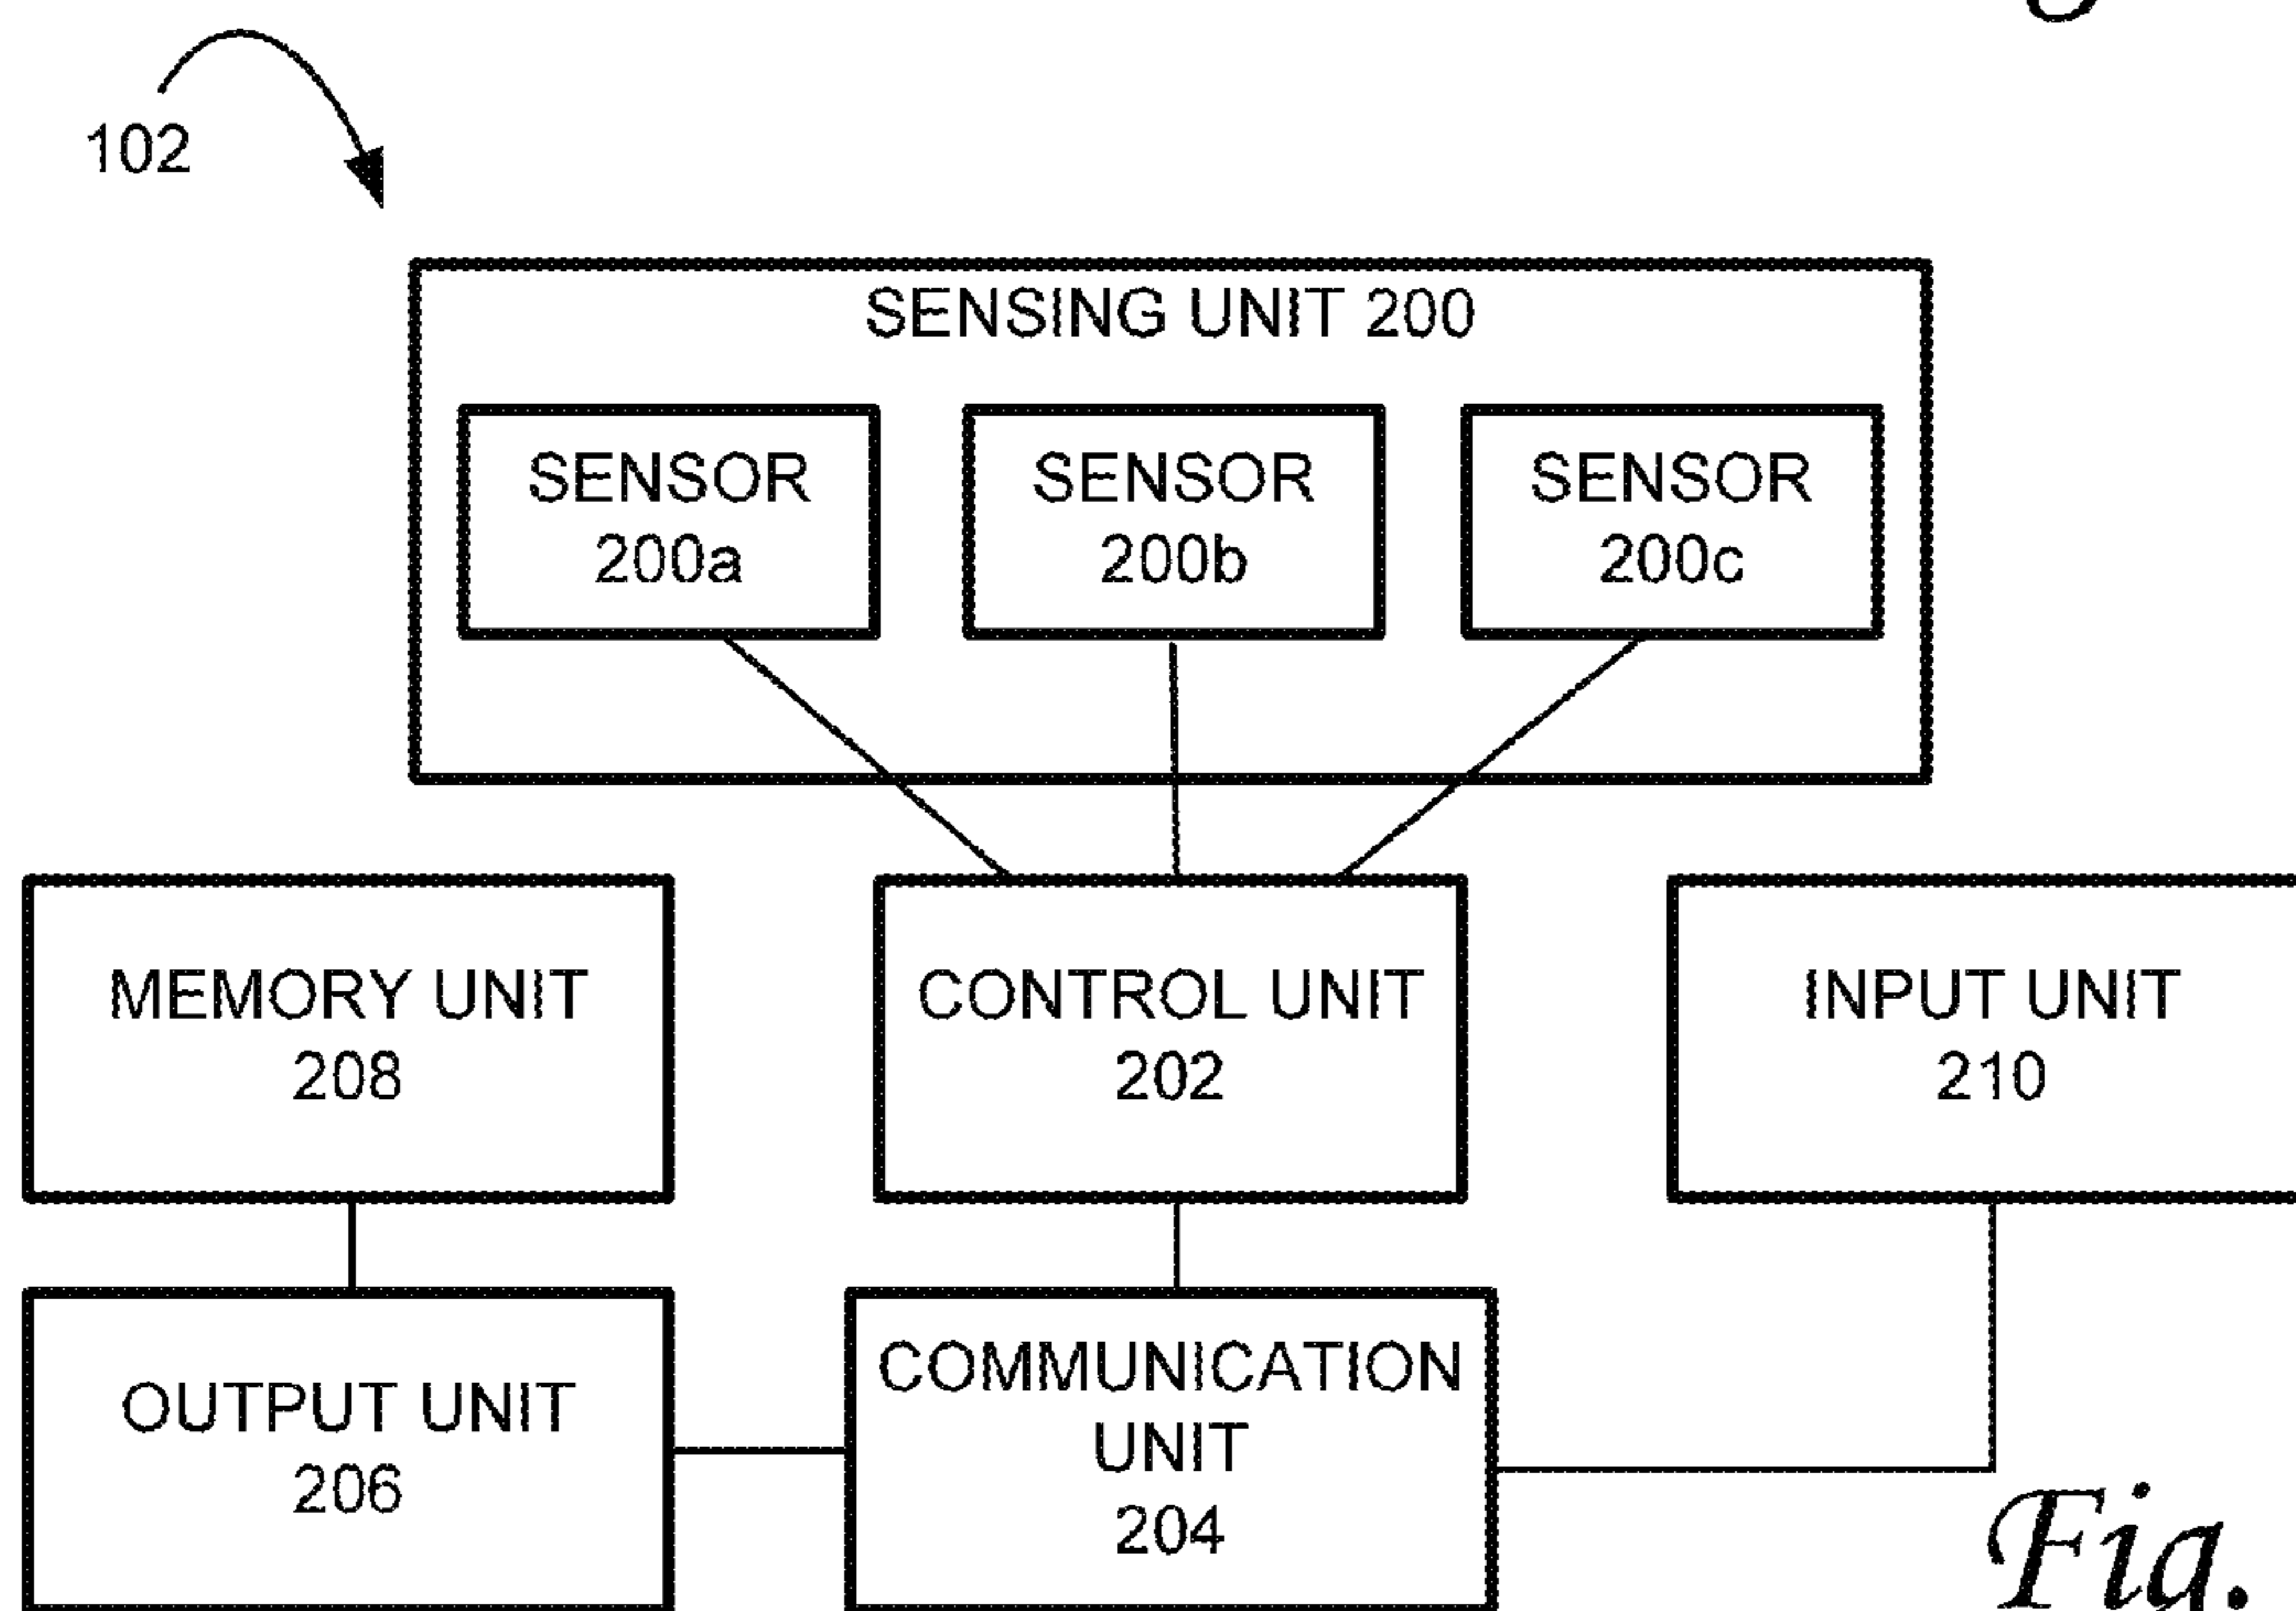 102
SENSING UNIT 200
SENSOR
200a
SENSOR
200b
SENSOR
200c
MEMORY UNIT
208
CONTROL UNIT
202
INPUT UNIT
210
OUTPUT UNIT
206
COMMUNICATION
UNIT
204
Fig.